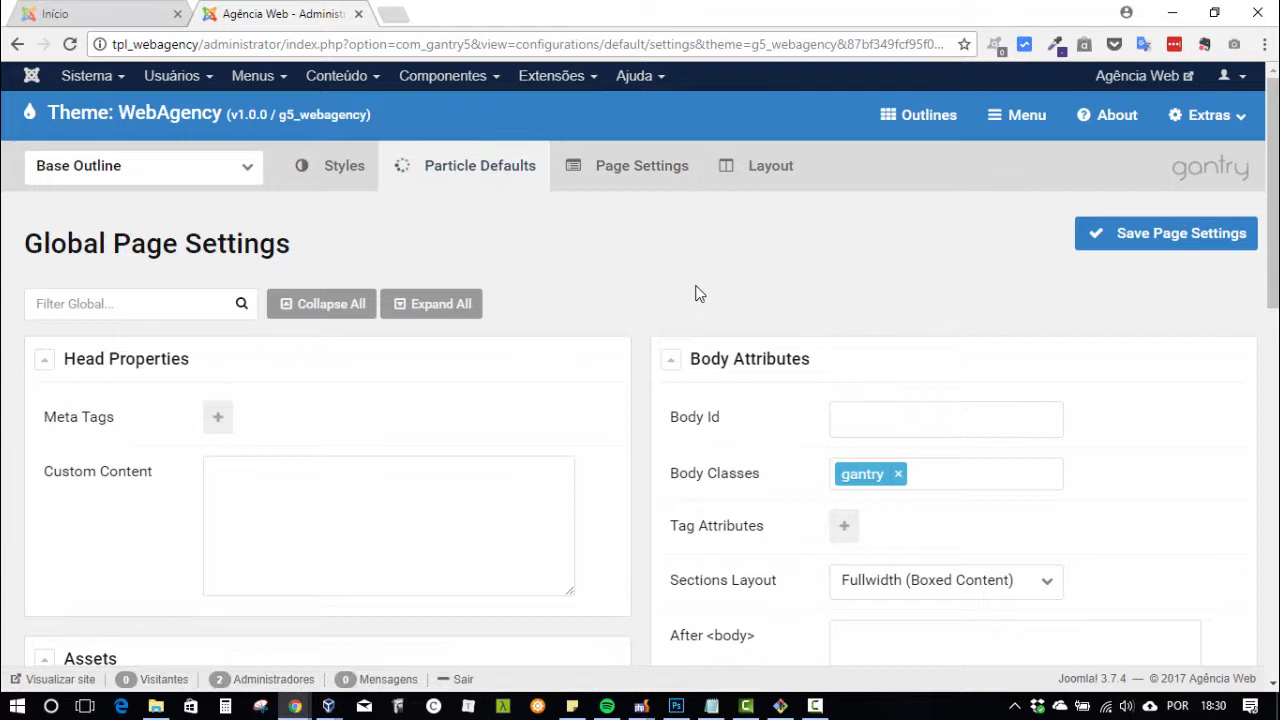 Início
Agência Web - Administ
tpl_webagency/administrator/index.php?option=com_gantry5&view=configurations/default/settings&theme=g5_webagency&87bf349fcf95f0...
Sistema Usuários Menus Conteúdo Componentes Extensões Ajuda Agência Web
Theme: WebAgency (v1.0.0 / g5_webagency) Outlines Menu About Extras
Base Outline Styles Particle Defaults Page Settings Layout gantry
Global Page Settings Save Page Settings
Filter Global... Collapse All Expand All
Head Properties
Meta Tags
Custom Content
Assets
Body Attributes
Body Id
Body Classes gantry ×
Tag Attributes
Sections Layout Fullwidth (Boxed Content)
After <body>
Visualizar site 0 Visitantes 2 Administradores 0 Mensagens Sair Joomla! 3.7.4 — © 2017 Agência Web
POR 18:30